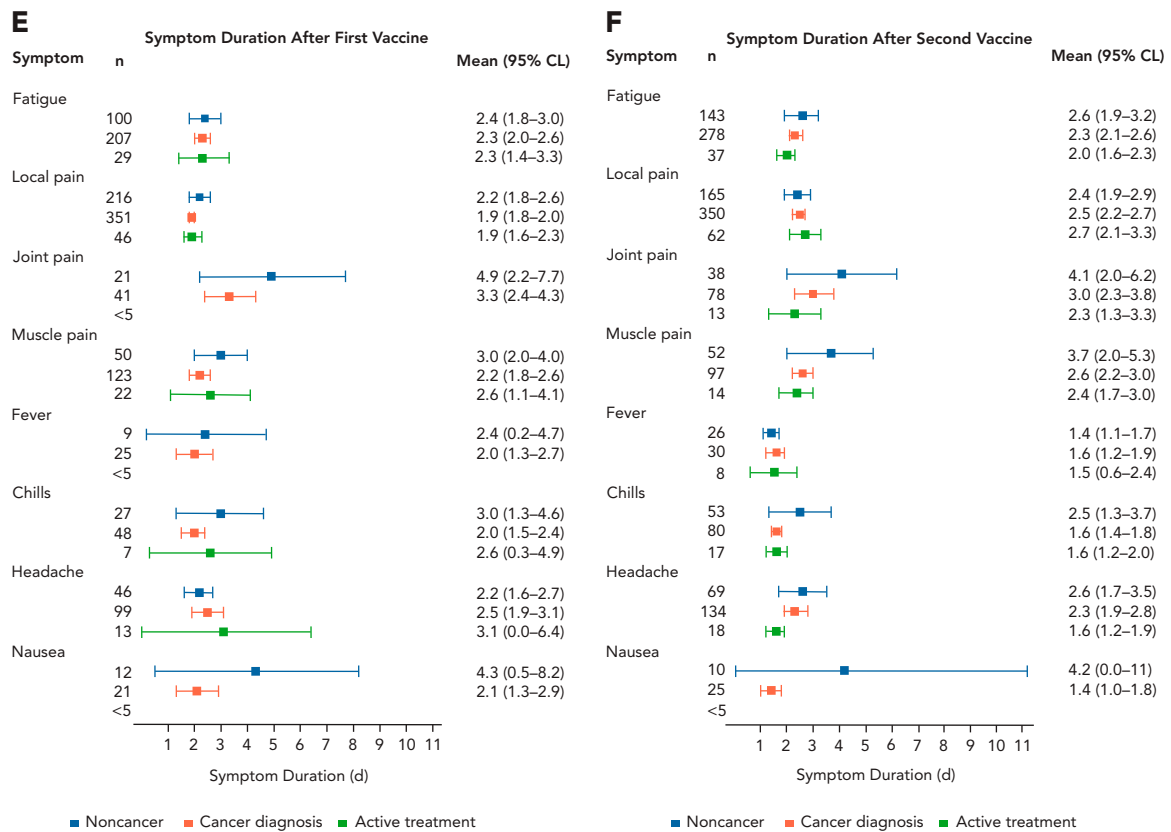 E
Symptom Duration After First Vaccine
Symptom n Mean (95% CL)
Fatigue
100 2.4 (1.8–3.0)
207 2.3 (2.0–2.6)
29 2.3 (1.4–3.3)
Local pain
216 2.2 (1.8–2.6)
351 1.9 (1.8–2.0)
46 1.9 (1.6–2.3)
Joint pain
21 4.9 (2.2–7.7)
41 3.3 (2.4–4.3)
<5
Muscle pain
50 3.0 (2.0–4.0)
123 2.2 (1.8–2.6)
22 2.6 (1.1–4.1)
Fever
9 2.4 (0.2–4.7)
25 2.0 (1.3–2.7)
<5
Chills
27 3.0 (1.3–4.6)
48 2.0 (1.5–2.4)
7 2.6 (0.3–4.9)
Headache
46 2.2 (1.6–2.7)
99 2.5 (1.9–3.1)
13 3.1 (0.0–6.4)
Nausea
12 4.3 (0.5–8.2)
21 2.1 (1.3–2.9)
<5
1 2 3 4 5 6 7 8 9 10 11
Symptom Duration (d)
Noncancer Cancer diagnosis Active treatment
F
Symptom Duration After Second Vaccine
Symptom n Mean (95% CL)
Fatigue
143 2.6 (1.9–3.2)
278 2.3 (2.1–2.6)
37 2.0 (1.6–2.3)
Local pain
165 2.4 (1.9–2.9)
350 2.5 (2.2–2.7)
62 2.7 (2.1–3.3)
Joint pain
38 4.1 (2.0–6.2)
78 3.0 (2.3–3.8)
13 2.3 (1.3–3.3)
Muscle pain
52 3.7 (2.0–5.3)
97 2.6 (2.2–3.0)
14 2.4 (1.7–3.0)
Fever
26 1.4 (1.1–1.7)
30 1.6 (1.2–1.9)
8 1.5 (0.6–2.4)
Chills
53 2.5 (1.3–3.7)
80 1.6 (1.4–1.8)
17 1.6 (1.2–2.0)
Headache
69 2.6 (1.7–3.5)
134 2.3 (1.9–2.8)
18 1.6 (1.2–1.9)
Nausea
10 4.2 (0.0–11)
25 1.4 (1.0–1.8)
<5
1 2 3 4 5 6 7 8 9 10 11
Symptom Duration (d)
Noncancer Cancer diagnosis Active treatment